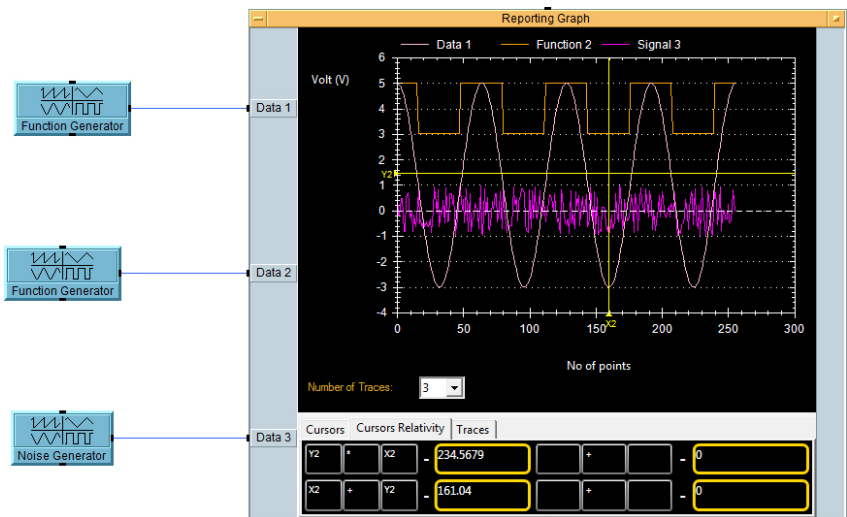 Reporting Graph
Data 1 Function 2 Signal 3
Volt (V)
6
5
4
3
2
1
0
-1
-2
-3
-4
Y2
0 50 100 150 200 250 300
X2
No of points
Number of Traces: 3
Cursors Cursors Relativity Traces
Y2 * X2 - 234.5679 + - 0
X2 + Y2 - 161.04 + - 0
Function Generator
Data 1
Function Generator
Data 2
Noise Generator
Data 3